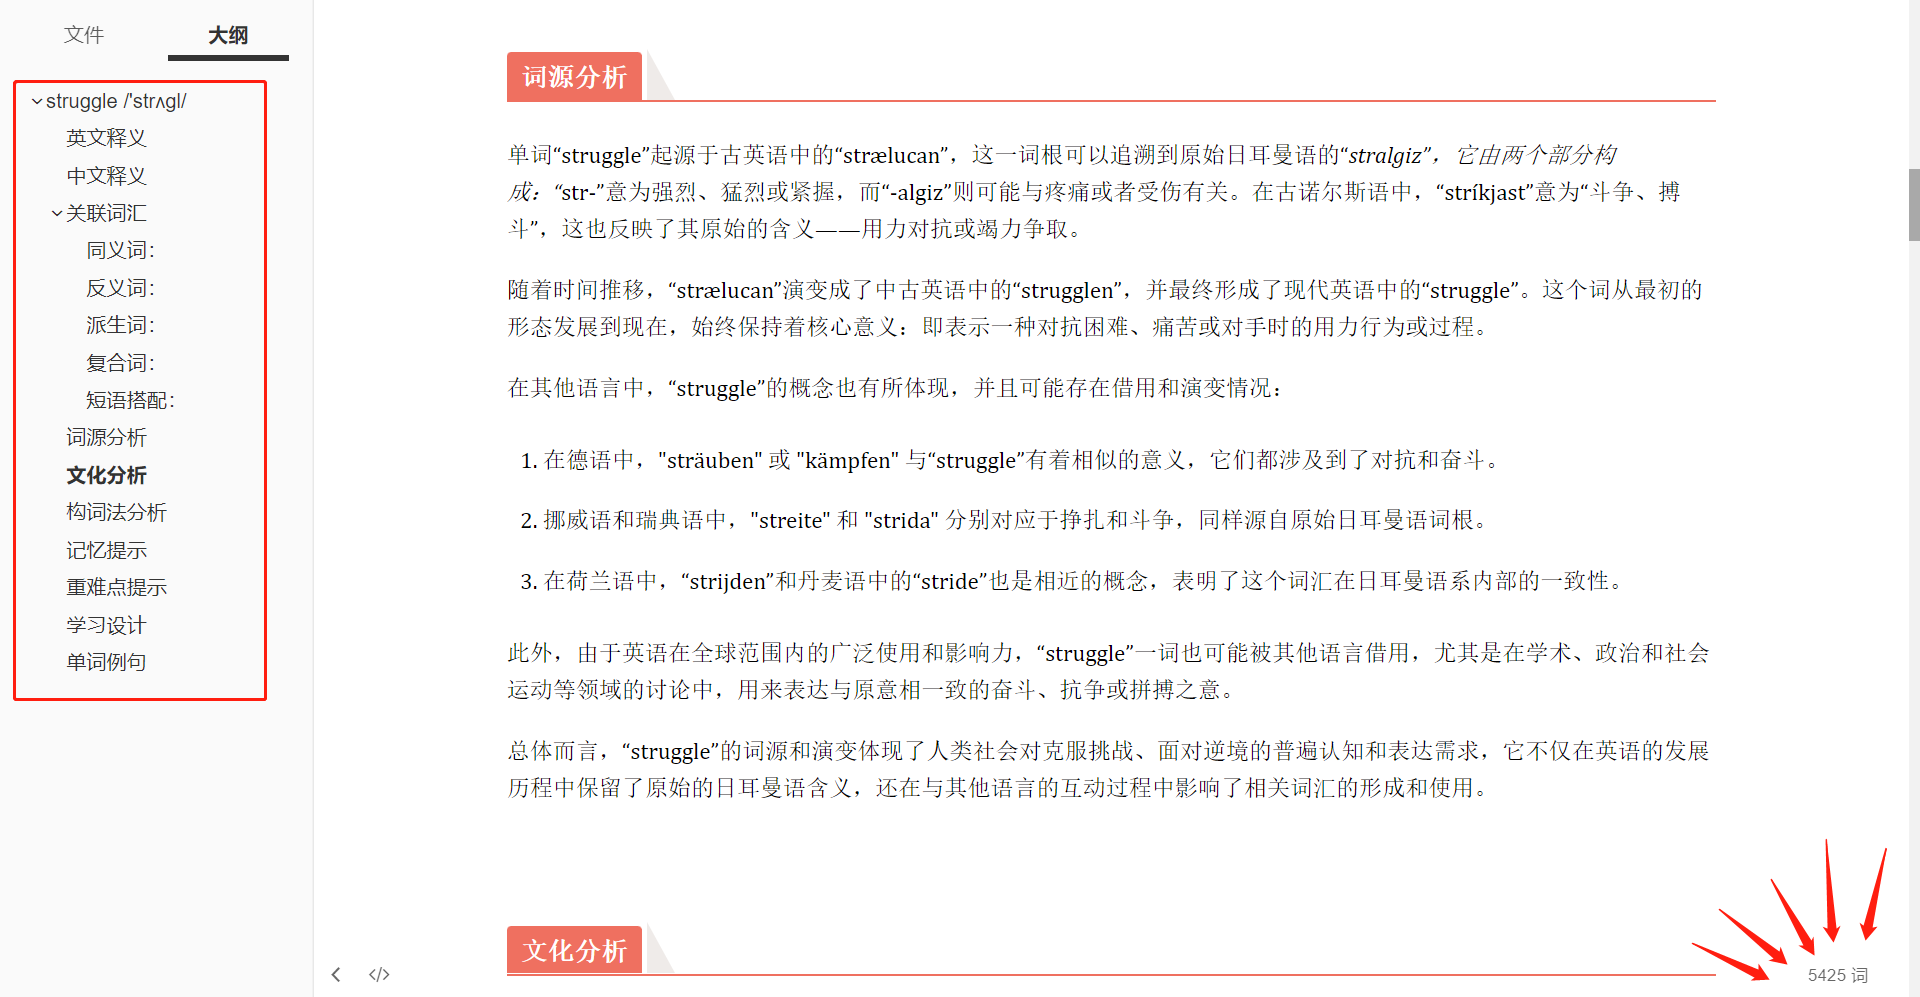 文件
大纲
struggle /'strʌgl/
英文释义
中文释义
关联词汇
同义词：
反义词：
派生词：
复合词：
短语搭配：
词源分析
文化分析
构词法分析
记忆提示
重难点提示
学习设计
单词例句
词源分析
单词“struggle”起源于古英语中的“strælucan”，这一词根可以追溯到原始日耳曼语的“stralgiz”，它由两个部分构
成：“str-”意为强烈、猛烈或紧握，而“-algiz”则可能与疼痛或者受伤有关。在古诺尔斯语中，“stríkjast”意为“斗争、搏
斗”，这也反映了其原始的含义——用力对抗或竭力争取。
随着时间推移，“strælucan”演变成了中古英语中的“strugglen”，并最终形成了现代英语中的“struggle”。这个词从最初的
形态发展到现在，始终保持着核心意义：即表示一种对抗困难、痛苦或对手时的用力行为或过程。
在其他语言中，“struggle”的概念也有所体现，并且可能存在借用和演变情况：
1. 在德语中，"sträuben" 或 "kämpfen" 与“struggle”有着相似的意义，它们都涉及到了对抗和奋斗。
2. 挪威语和瑞典语中，"streite" 和 "strida" 分别对应于挣扎和斗争，同样源自原始日耳曼语词根。
3. 在荷兰语中，“strijden”和丹麦语中的“stride”也是相近的概念，表明了这个词汇在日耳曼语系内部的一致性。
此外，由于英语在全球范围内的广泛使用和影响力，“struggle”一词也可能被其他语言借用，尤其是在学术、政治和社会
运动等领域的讨论中，用来表达与原意相一致的奋斗、抗争或拼搏之意。
总体而言，“struggle”的词源和演变体现了人类社会对克服挑战、面对逆境的普遍认知和表达需求，它不仅在英语的发展
历程中保留了原始的日耳曼语含义，还在与其他语言的互动过程中影响了相关词汇的形成和使用。
文化分析
5425 词